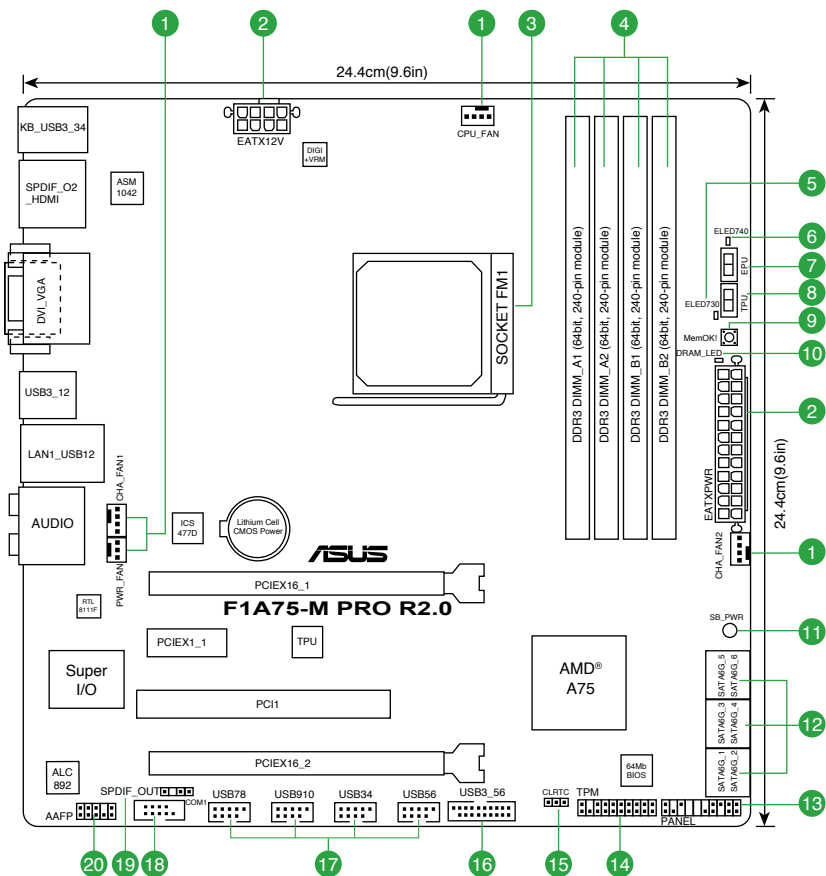 1
2
1
3
4
24.4cm(9.6in)
KB_USB3_34
EATX12V
CPU_FAN
DIGI
+VRM
SPDIF_O2
_HDMI
ASM
1042
5
ELED740
6
EPU
7
DVI_VGA
SOCKET FM1
DDR3 DIMM_A1 (64bit, 240-pin module)
DDR3 DIMM_A2 (64bit, 240-pin module)
DDR3 DIMM_B1 (64bit, 240-pin module)
DDR3 DIMM_B2 (64bit, 240-pin module)
ELED730
TPU
8
MemOK!
9
DRAM_LED
10
USB3_12
2
LAN1_USB12
CHA_FAN1
EATXPWR
24.4cm(9.6in)
AUDIO
1
ICS
477D
Lithium Cell
CMOS Power
PWR_FAN
ASUS
CHA_FAN2
1
PCIEX16_1
RTL
8111F
F1A75-M PRO R2.0
SB_PWR
11
PCIEX1_1
TPU
Super
I/O
AMD®
A75
SATA6G_5
SATA6G_6
PCI1
SATA6G_3
SATA6G_4
12
PCIEX16_2
SATA6G_1
SATA6G_2
ALC
892
64Mb
BIOS
SPDIF_OUT
COM1
USB78
USB910
USB34
USB56
USB3_56
CLRTC
TPM
13
AAFP
PANEL
20
19
18
17
16
15
14